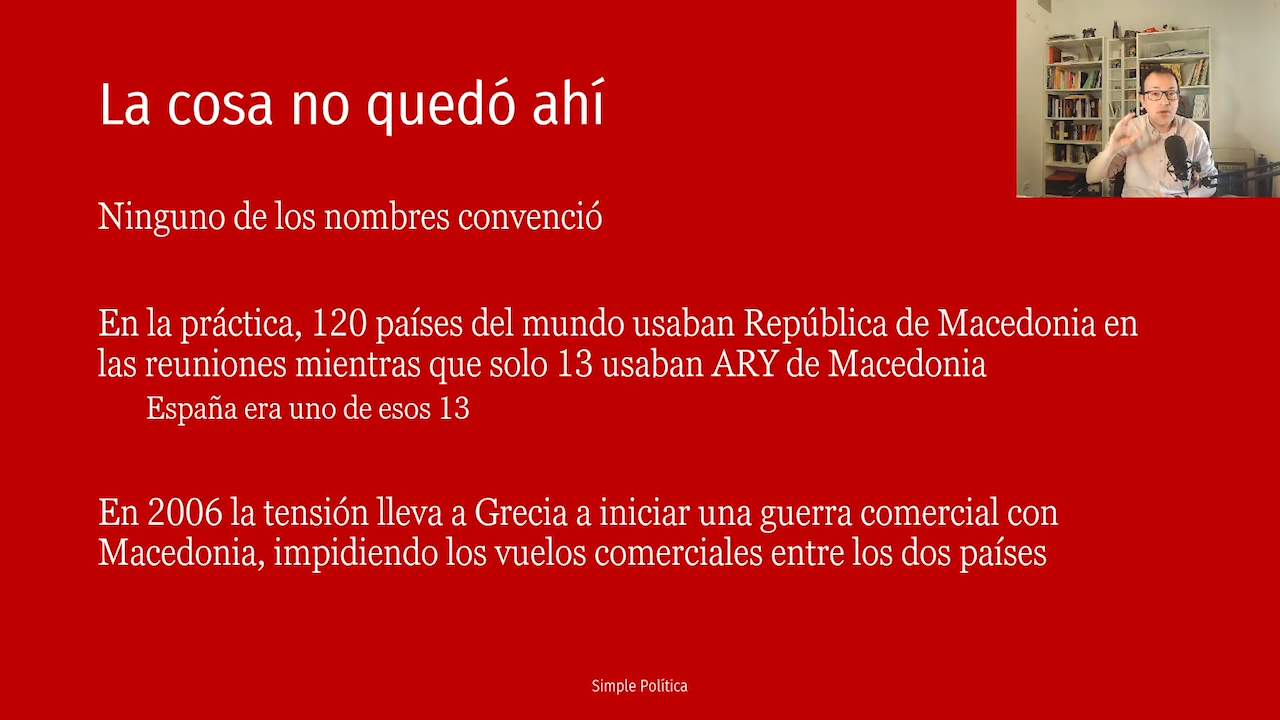 La cosa no quedó ahí
Ninguno de los nombres convenció
En la práctica, 120 países del mundo usaban República de Macedonia en
las reuniones mientras que solo 13 usaban ARY de Macedonia
España era uno de esos 13
En 2006 la tensión lleva a Grecia a iniciar una guerra comercial con
Macedonia, impidiendo los vuelos comerciales entre los dos países
Simple Política